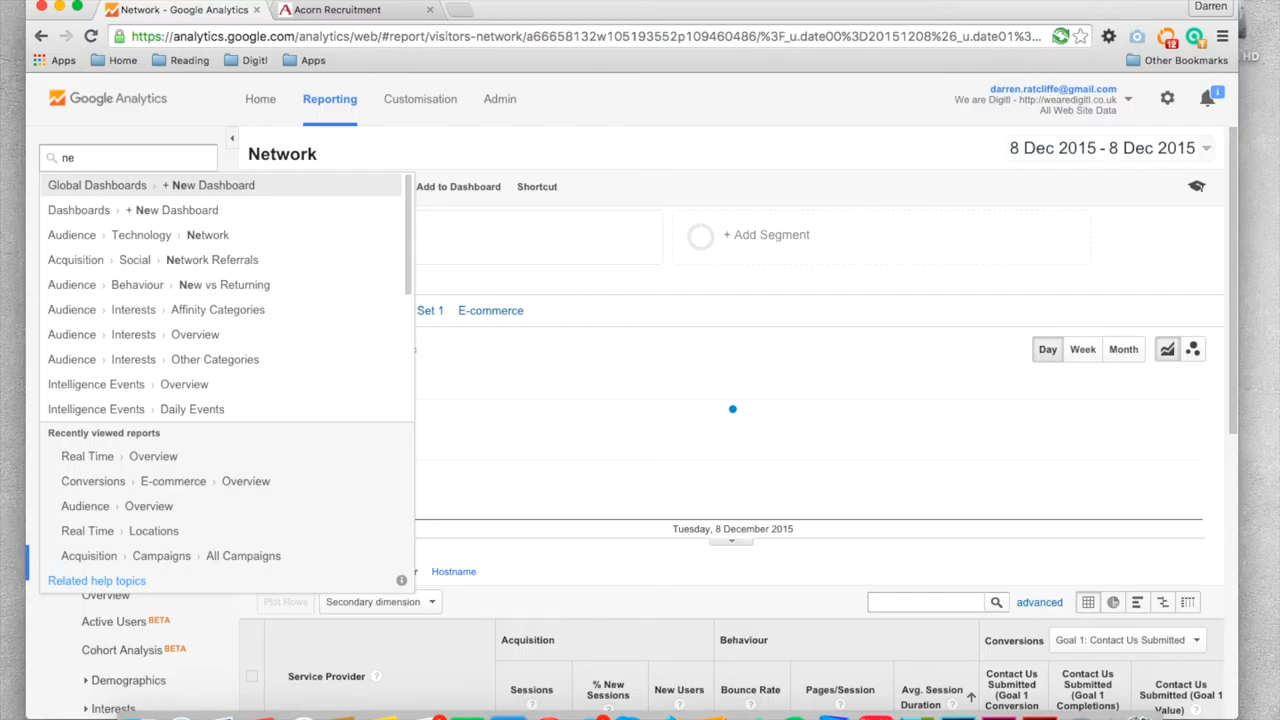 Network - Google Analytics
Acorn Recruitment
Darren
https://analytics.google.com/analytics/web/#report/visitors-network/a66658132w105193552p109460486/%3F_u.date00%3D20151208%26_u.date01%3...
12
1
HD
Apps
Home
Reading
Digitl
Apps
Other Bookmarks
Google Analytics
Home
Reporting
Customisation
Admin
darren.ratcliffe@gmail.com
We are Digitl - http://wearedigitl.co.uk
All Web Site Data
ne
Network
8 Dec 2015 - 8 Dec 2015
Global Dashboards › + New Dashboard
Add to Dashboard
Shortcut
Dashboards › + New Dashboard
Audience › Technology › Network
+ Add Segment
Acquisition › Social › Network Referrals
Audience › Behaviour › New vs Returning
Audience › Interests › Affinity Categories
Set 1
E-commerce
Audience › Interests › Overview
Audience › Interests › Other Categories
Day
Week
Month
Intelligence Events › Overview
Intelligence Events › Daily Events
Recently viewed reports
Real Time › Overview
Conversions › E-commerce › Overview
Audience › Overview
Real Time › Locations
Tuesday, 8 December 2015
Acquisition › Campaigns › All Campaigns
Related help topics
Hostname
Overview
Plot Rows
Secondary dimension
advanced
Active Users BETA
Cohort Analysis BETA
Demographics
Interests
Acquisition
Behaviour
Conversions
Goal 1: Contact Us Submitted
Service Provider ?
Sessions ?
% New Sessions ?
New Users ?
Bounce Rate ?
Pages/Session ?
Avg. Session Duration ?
Contact Us Submitted (Goal 1 Conversion
Contact Us Submitted (Goal 1 Completions)
Contact Us Submitted (Goal 1 Value) ?